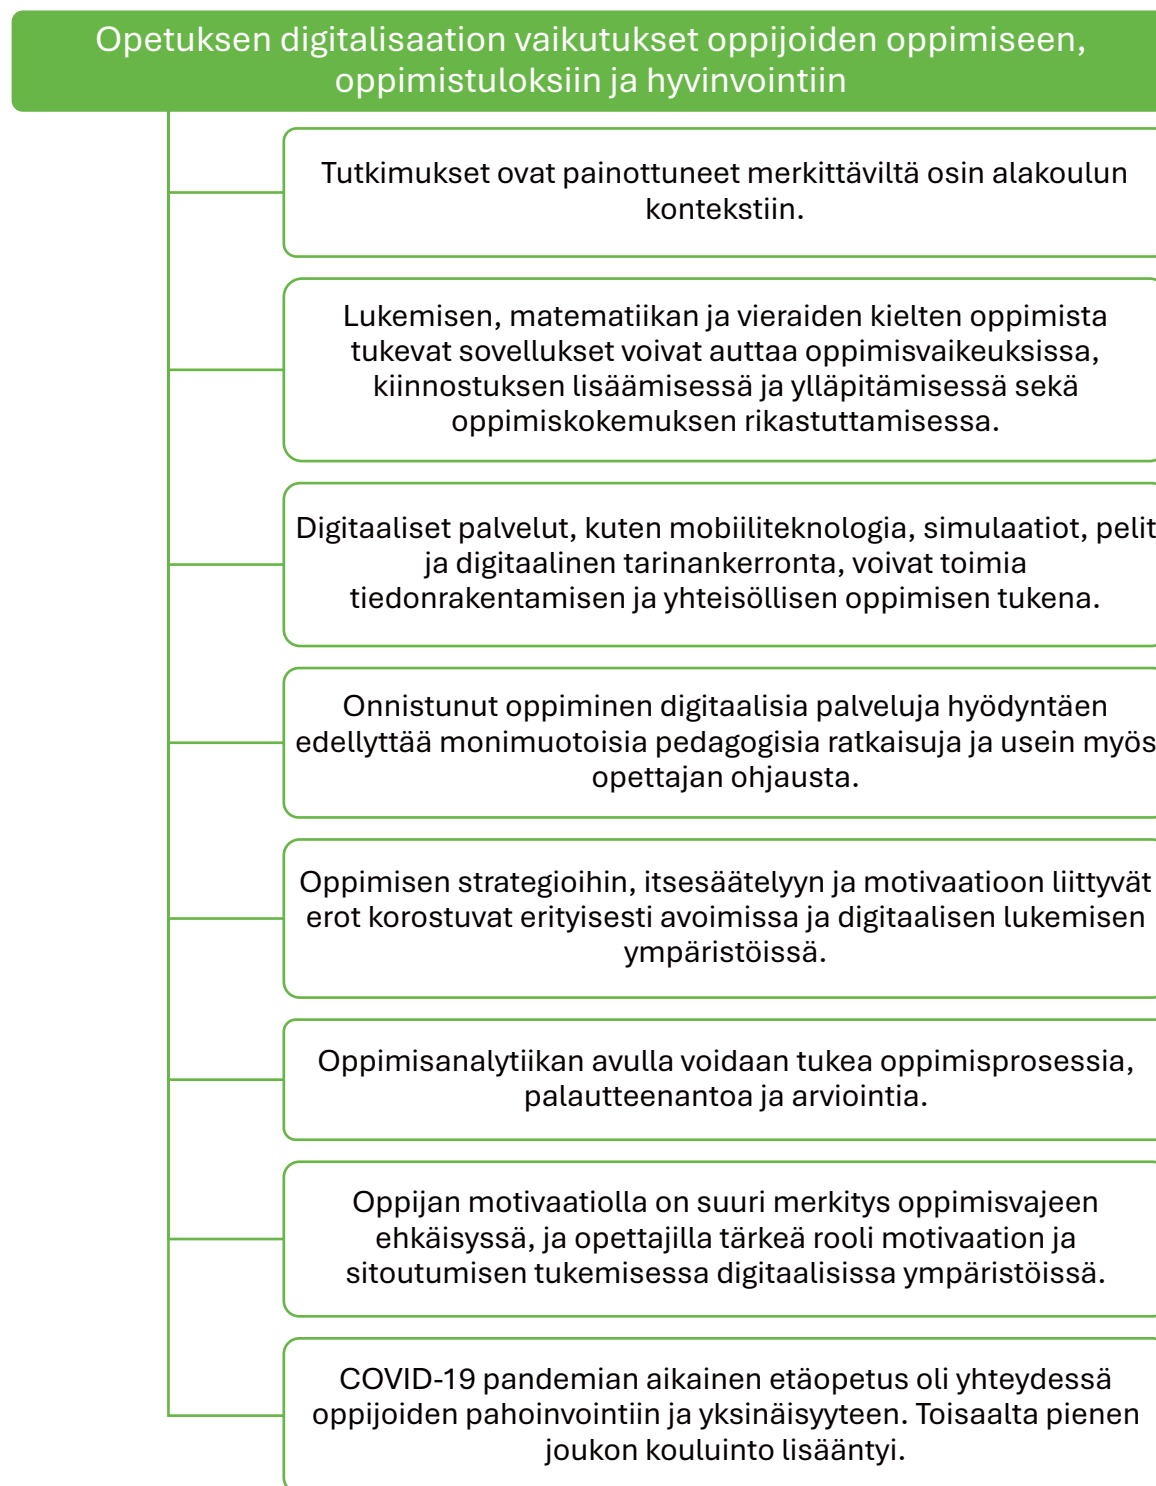 Opetuksen digitalisaation vaikutukset oppijoiden oppimiseen,
oppimistuloksiin ja hyvinvointiin
Tutkimukset ovat painottuneet merkittäviltä osin alakoulun
kontekstiin.
Lukemisen, matematiikan ja vieraiden kielten oppimista
tukevat sovellukset voivat auttaa oppimisvaikeuksissa,
kiinnostuksen lisäämisessä ja ylläpitämisessä sekä
oppimiskokemuksen rikastuttamisessa.
Digitaaliset palvelut, kuten mobiiliteknologia, simulaatiot, pelit
ja digitaalinen tarinankerronta, voivat toimia
tiedonrakentamisen ja yhteisöllisen oppimisen tukena.
Onnistunut oppiminen digitaalisia palveluja hyödyntäen
edellyttää monimuotoisia pedagogisia ratkaisuja ja usein myös
opettajan ohjausta.
Oppimisen strategioihin, itsesäätelyyn ja motivaatioon liittyvät
erot korostuvat erityisesti avoimissa ja digitaalisen lukemisen
ympäristöissä.
Oppimisanalytiikan avulla voidaan tukea oppimisprosessia,
palautteenantoa ja arviointia.
Oppijan motivaatiolla on suuri merkitys oppimisvajeen
ehkäisyssä, ja opettajilla tärkeä rooli motivaation ja
sitoutumisen tukemisessa digitaalisissa ympäristöissä.
COVID-19 pandemian aikainen etäopetus oli yhteydessä
oppijoiden pahoinvointiin ja yksinäisyyteen. Toisaalta pienen
joukon kouluinto lisääntyi.